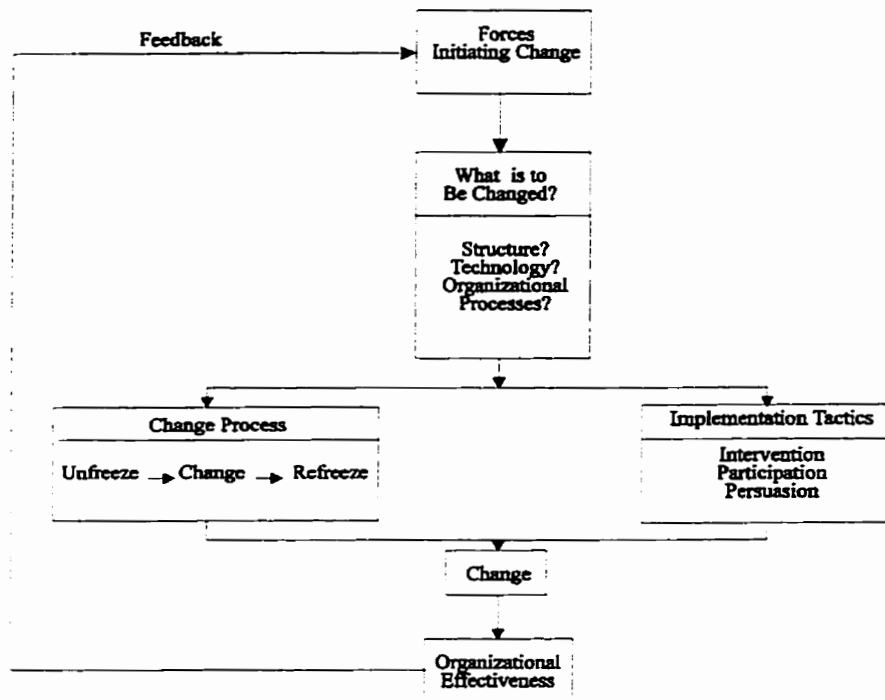 Feedback
Forces
Initiating Change
What is to
Be Changed?
Structure?
Technology?
Organizational
Processes?
Change Process
Unfreeze → Change → Refreeze
Implementation Tactics
Intervention
Participation
Persuasion
Change
Organizational
Effectiveness